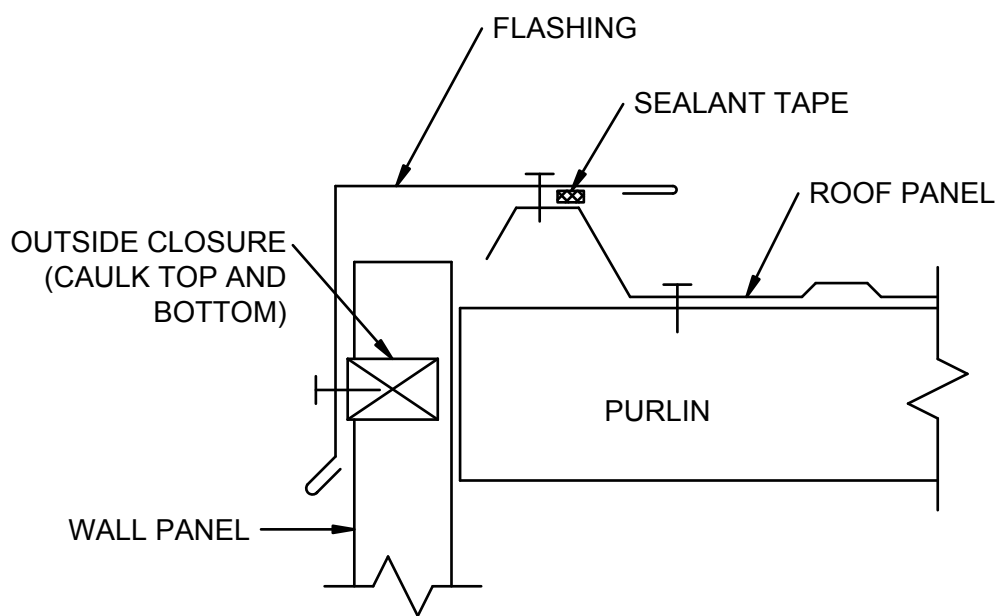 FLASHING
SEALANT TAPE
ROOF PANEL
OUTSIDE CLOSURE
(CAULK TOP AND
BOTTOM)
PURLIN
WALL PANEL